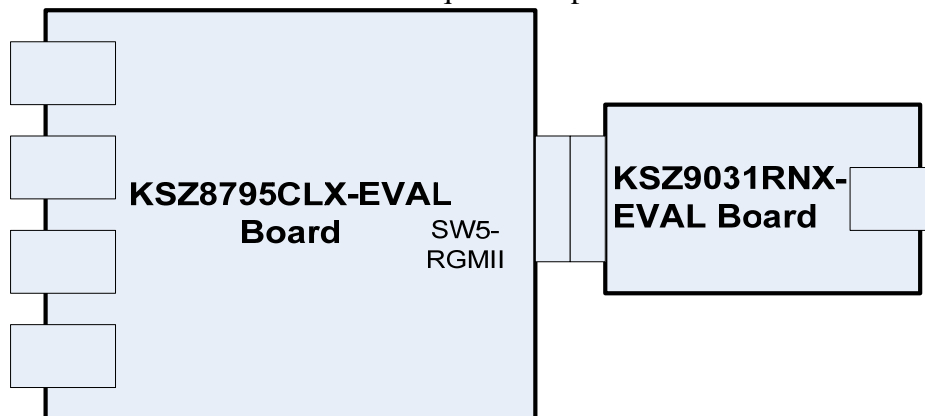 KSZ8795CLX-EVAL
Board
SW5-
RGMII
KSZ9031RNX-
EVAL Board